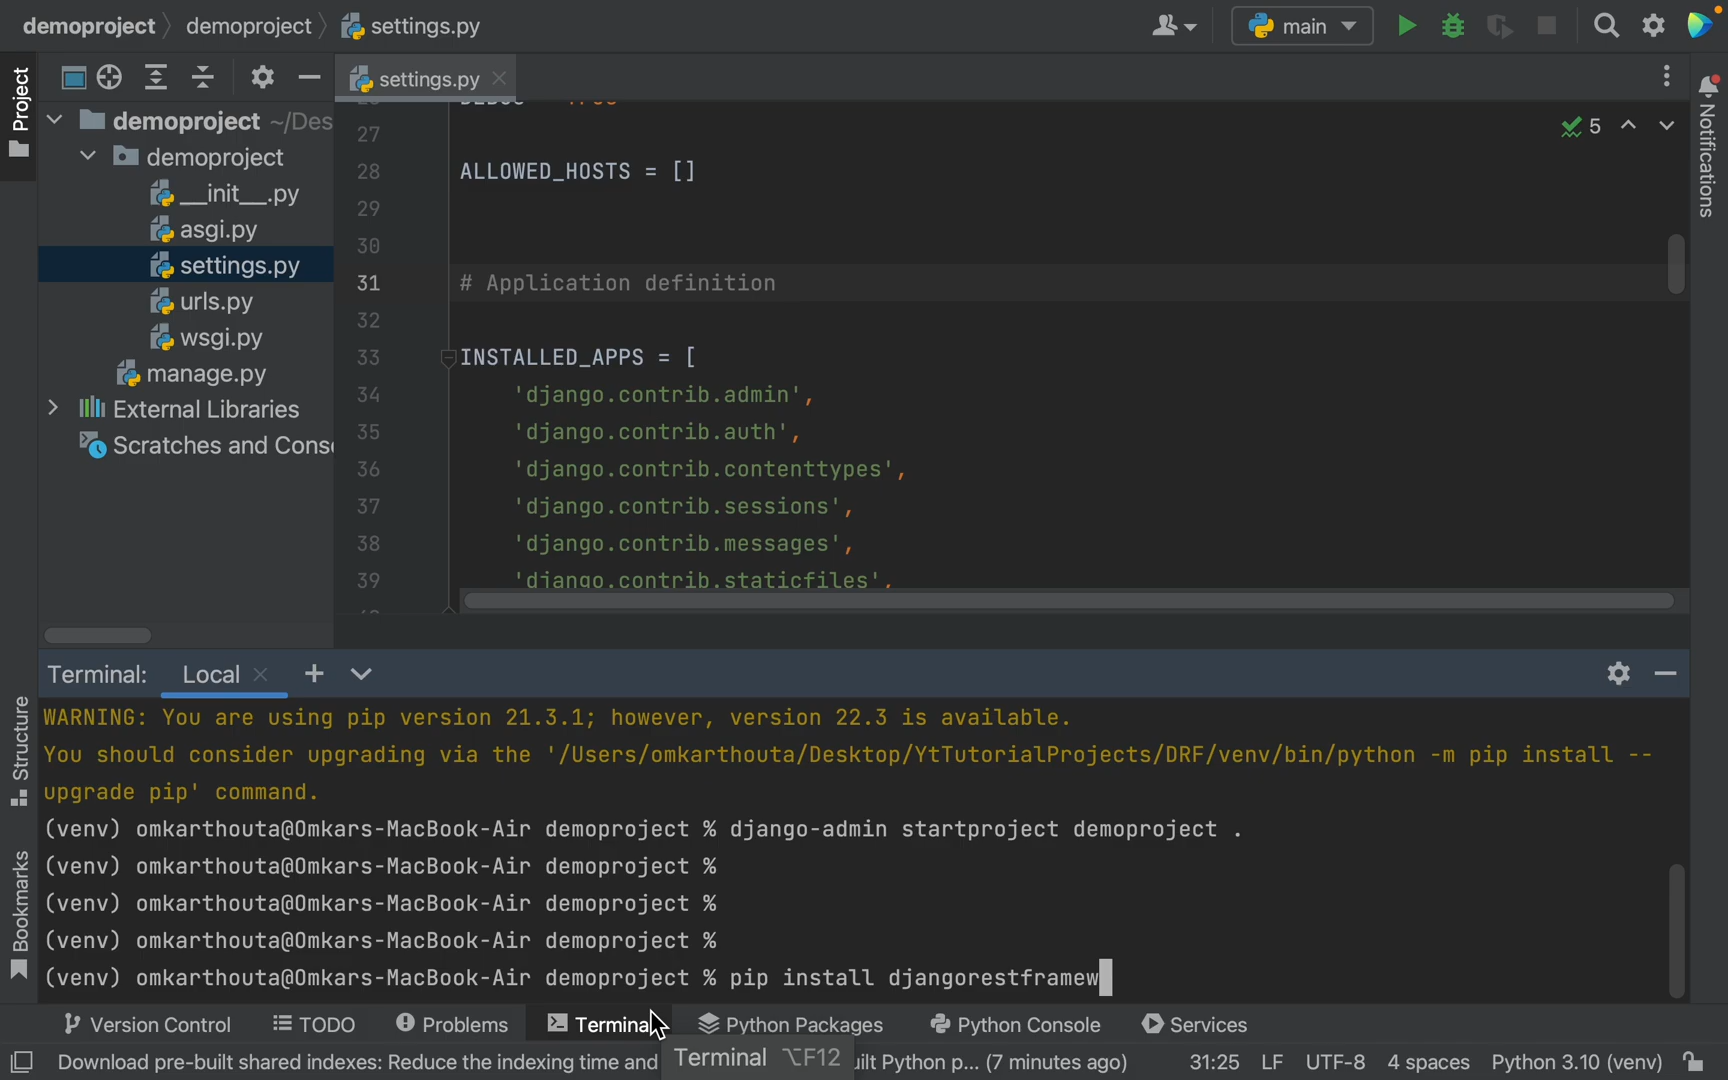 demoproject demoproject settings.py
main
Project
settings.py
demoproject ~/Des
demoproject
__init__.py
asgi.py
settings.py
urls.py
wsgi.py
manage.py
External Libraries
Scratches and Cons
27
28 ALLOWED_HOSTS = []
29
30
31 # Application definition
32
33 INSTALLED_APPS = [
34 'django.contrib.admin',
35 'django.contrib.auth',
36 'django.contrib.contenttypes',
37 'django.contrib.sessions',
38 'django.contrib.messages',
39 'django.contrib.staticfiles',
5
Notifications
Structure
Bookmarks
Terminal: Local
WARNING: You are using pip version 21.3.1; however, version 22.3 is available.
You should consider upgrading via the '/Users/omkarthouta/Desktop/YtTutorialProjects/DRF/venv/bin/python -m pip install --
upgrade pip' command.
(venv) omkarthouta@Omkars-MacBook-Air demoproject % django-admin startproject demoproject .
(venv) omkarthouta@Omkars-MacBook-Air demoproject %
(venv) omkarthouta@Omkars-MacBook-Air demoproject %
(venv) omkarthouta@Omkars-MacBook-Air demoproject %
(venv) omkarthouta@Omkars-MacBook-Air demoproject % pip install djangorestframew
Version Control TODO Problems Terminal Python Packages Python Console Services
Download pre-built shared indexes: Reduce the indexing time and Terminal ⌥F12 ilt Python p... (7 minutes ago) 31:25 LF UTF-8 4 spaces Python 3.10 (venv)